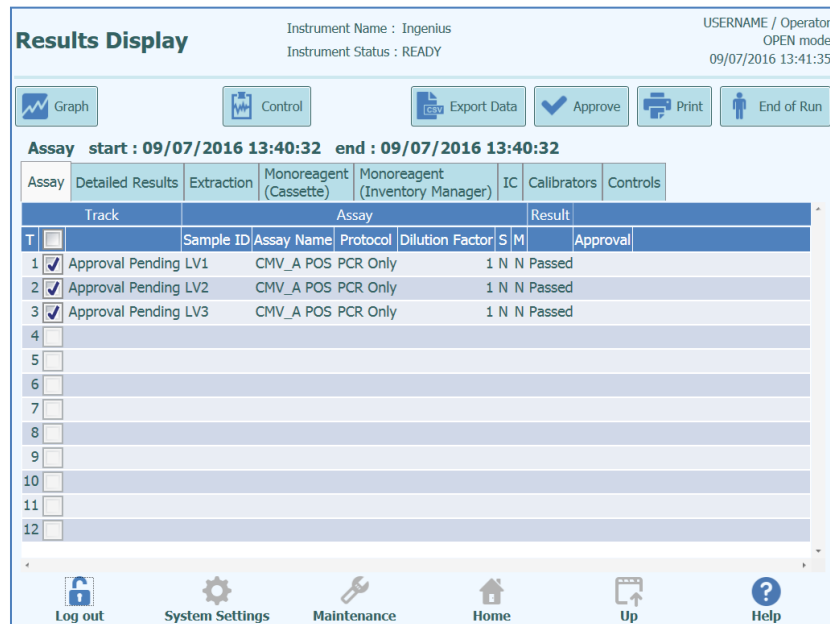 Results Display
Instrument Name : Ingenius
Instrument Status : READY
USERNAME / Operator
OPEN mode
09/07/2016 13:41:35
Graph
Control
CSV
Export Data
Approve
Print
End of Run
Assay start : 09/07/2016 13:40:32 end : 09/07/2016 13:40:32
Assay
Detailed Results
Extraction
Monoreagent
(Cassette)
Monoreagent
(Inventory Manager)
IC
Calibrators
Controls
Track Assay Result
T Sample ID Assay Name Protocol Dilution Factor S M Approval
1 Approval Pending LV1 CMV_A POS PCR Only 1 N N Passed
2 Approval Pending LV2 CMV_A POS PCR Only 1 N N Passed
3 Approval Pending LV3 CMV_A POS PCR Only 1 N N Passed
4
5
6
7
8
9
10
11
12
Log out
System Settings
Maintenance
Home
Up
Help